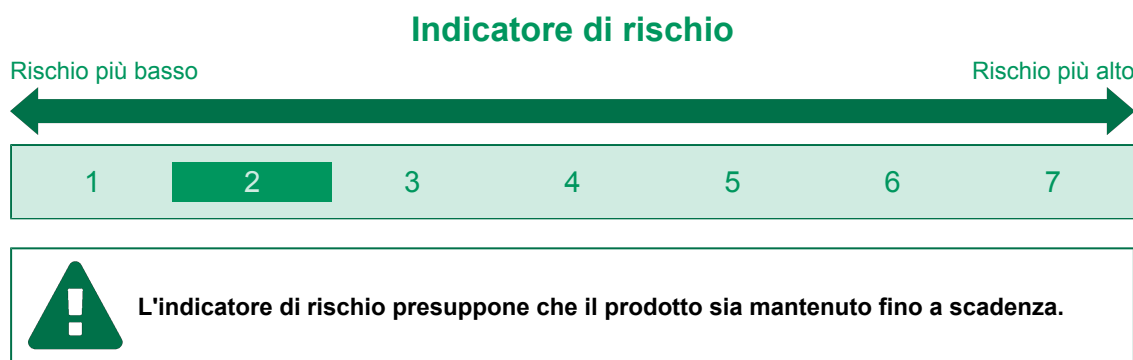 Indicatore di rischio
Rischio più basso Rischio più alto
1 2 3 4 5 6 7
L'indicatore di rischio presuppone che il prodotto sia mantenuto fino a scadenza.